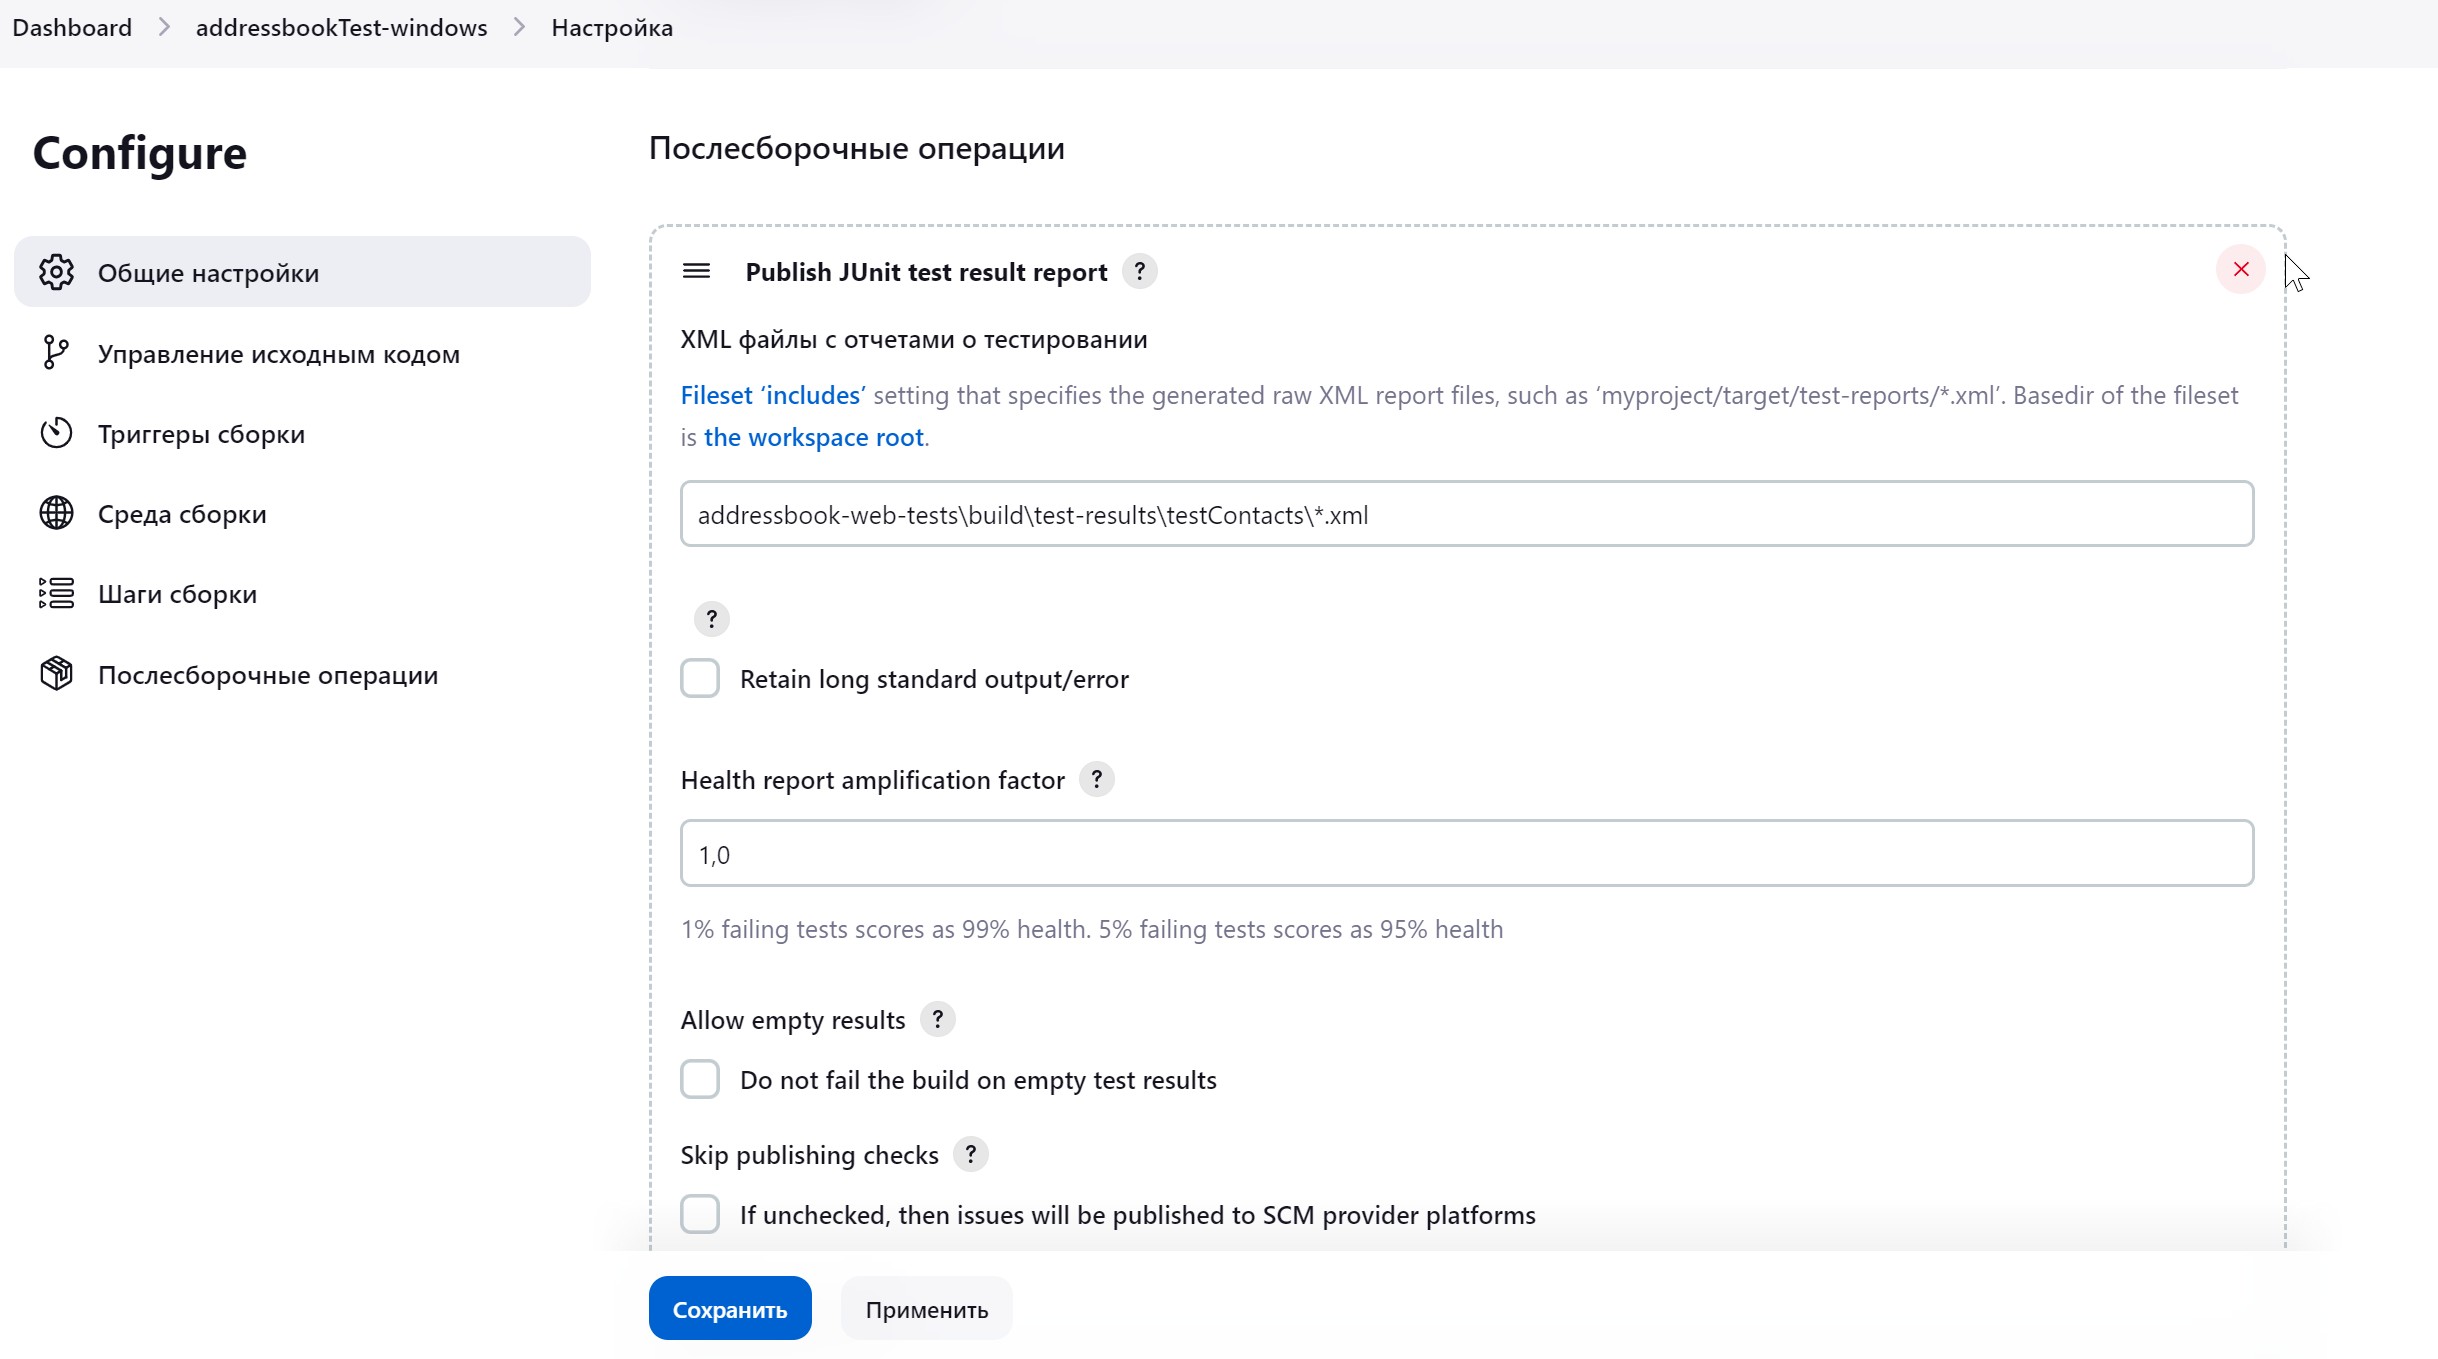 Dashboard > addressbookTest-windows > Настройка
Configure
Общие настройки
Управление исходным кодом
Триггеры сборки
Среда сборки
Шаги сборки
Послесборочные операции
Послесборочные операции
Publish JUnit test result report ?
XML файлы с отчетами о тестировании
Fileset ‘includes’ setting that specifies the generated raw XML report files, such as ‘myproject/target/test-reports/*.xml’. Basedir of the fileset
is the workspace root.
addressbook-web-tests\build\test-results\testContacts\*.xml
?
Retain long standard output/error
Health report amplification factor ?
1,0
1% failing tests scores as 99% health. 5% failing tests scores as 95% health
Allow empty results ?
Do not fail the build on empty test results
Skip publishing checks ?
If unchecked, then issues will be published to SCM provider platforms
Сохранить Применить